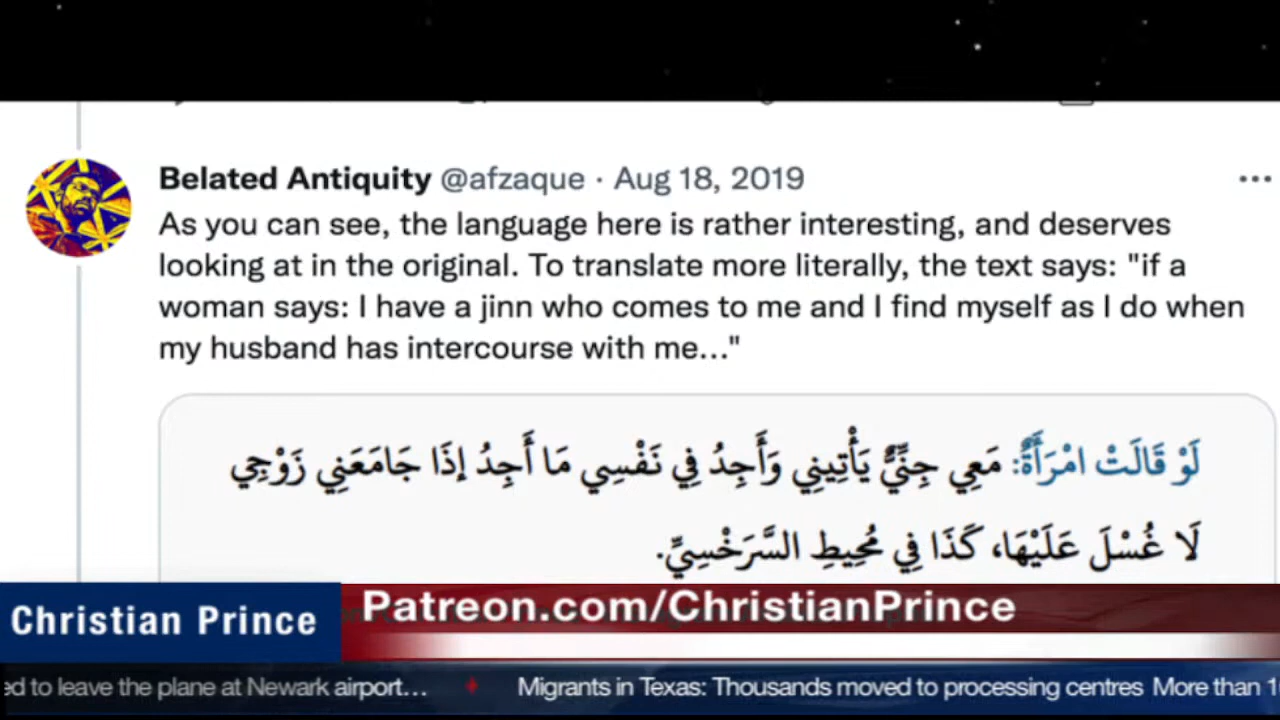 Belated Antiquity @afzaque · Aug 18, 2019
As you can see, the language here is rather interesting, and deserves
looking at in the original. To translate more literally, the text says: "if a
woman says: I have a jinn who comes to me and I find myself as I do when
my husband has intercourse with me..."
لَوْ قَالَتْ امْرَأَةٌ: مَعِي جِنِّيٌّ يَأْتِينِي وَأَجِدُ فِي نَفْسِي مَا أَجِدُ إذَا جَامَعَنِي زَوْجِي
لَا غُسْلَ عَلَيْهَا، كَذَا فِي مُحِيطِ السَّرَخْسِيِّ.
Christian Prince
Patreon.com/ChristianPrince
ed to leave the plane at Newark airport... Migrants in Texas: Thousands moved to processing centres More than 1